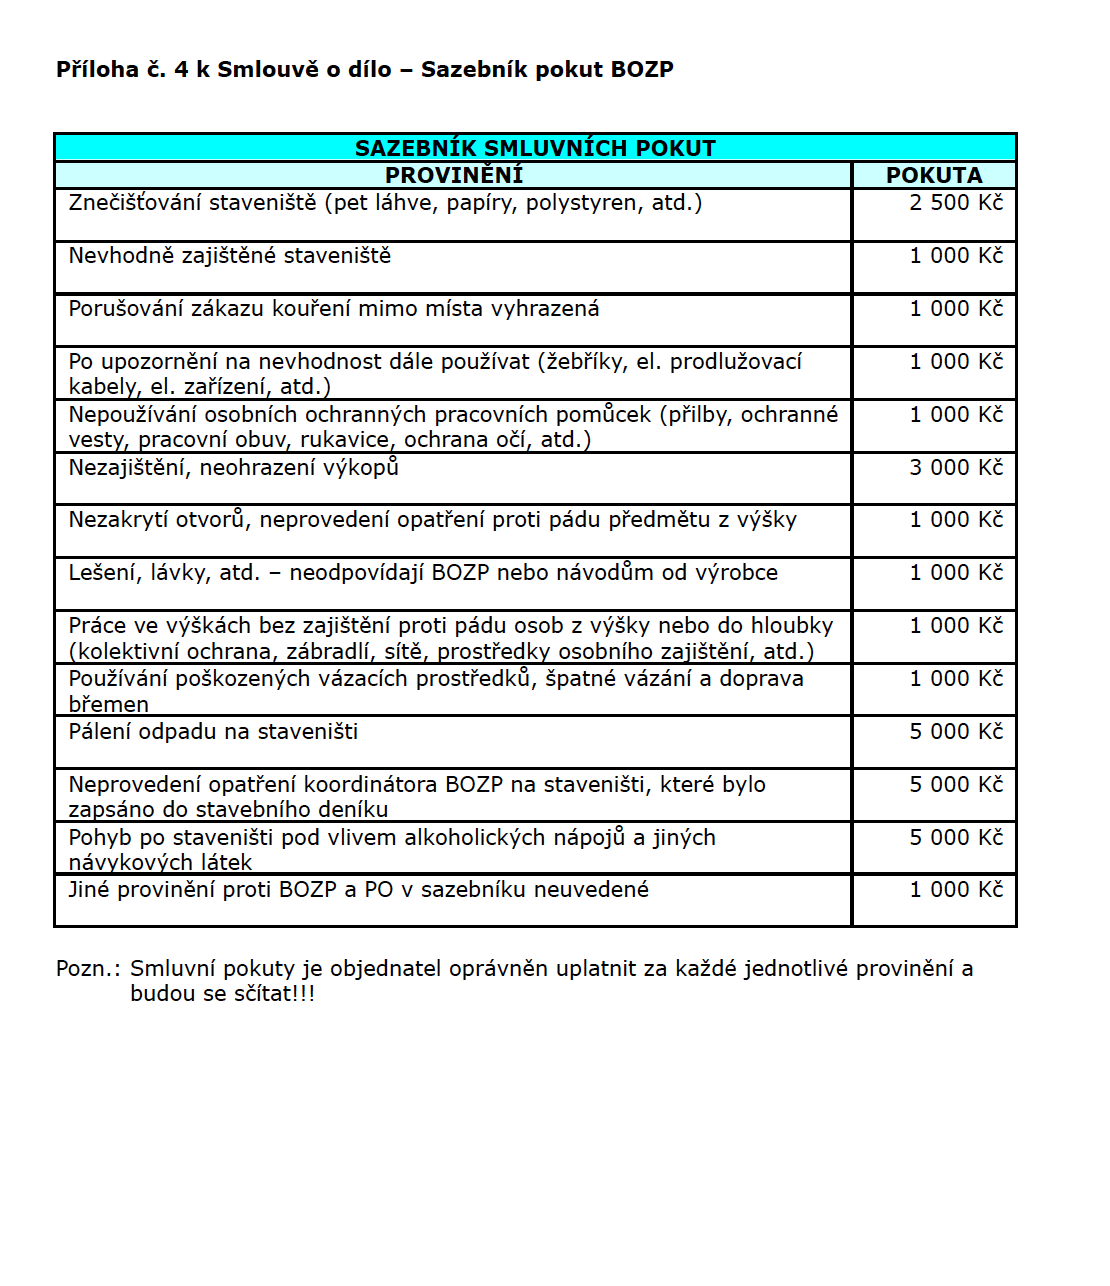 Příloha č. 4 k Smlouvě o dílo – Sazebník pokut BOZP
SAZEBNÍK SMLUVNÍCH POKUT
PROVINĚNÍ POKUTA
Znečišťování staveniště (pet láhve, papíry, polystyren, atd.) 2 500 Kč
Nevhodně zajištěné staveniště 1 000 Kč
Porušování zákazu kouření mimo místa vyhrazená 1 000 Kč
Po upozornění na nevhodnost dále používat (žebříky, el. prodlužovací 1 000 Kč
kabely, el. zařízení, atd.)
Nepoužívání osobních ochranných pracovních pomůcek (přilby, ochranné 1 000 Kč
vesty, pracovní obuv, rukavice, ochrana očí, atd.)
Nezajištění, neohrazení výkopů 3 000 Kč
Nezakrytí otvorů, neprovedení opatření proti pádu předmětu z výšky 1 000 Kč
Lešení, lávky, atd. – neodpovídají BOZP nebo návodům od výrobce 1 000 Kč
Práce ve výškách bez zajištění proti pádu osob z výšky nebo do hloubky 1 000 Kč
(kolektivní ochrana, zábradlí, sítě, prostředky osobního zajištění, atd.)
Používání poškozených vázacích prostředků, špatné vázání a doprava 1 000 Kč
břemen
Pálení odpadu na staveništi 5 000 Kč
Neprovedení opatření koordinátora BOZP na staveništi, které bylo 5 000 Kč
zapsáno do stavebního deníku
Pohyb po staveništi pod vlivem alkoholických nápojů a jiných 5 000 Kč
návykových látek
Jiné provinění proti BOZP a PO v sazebníku neuvedené 1 000 Kč
Pozn.: Smluvní pokuty je objednatel oprávněn uplatnit za každé jednotlivé provinění a
budou se sčítat!!!